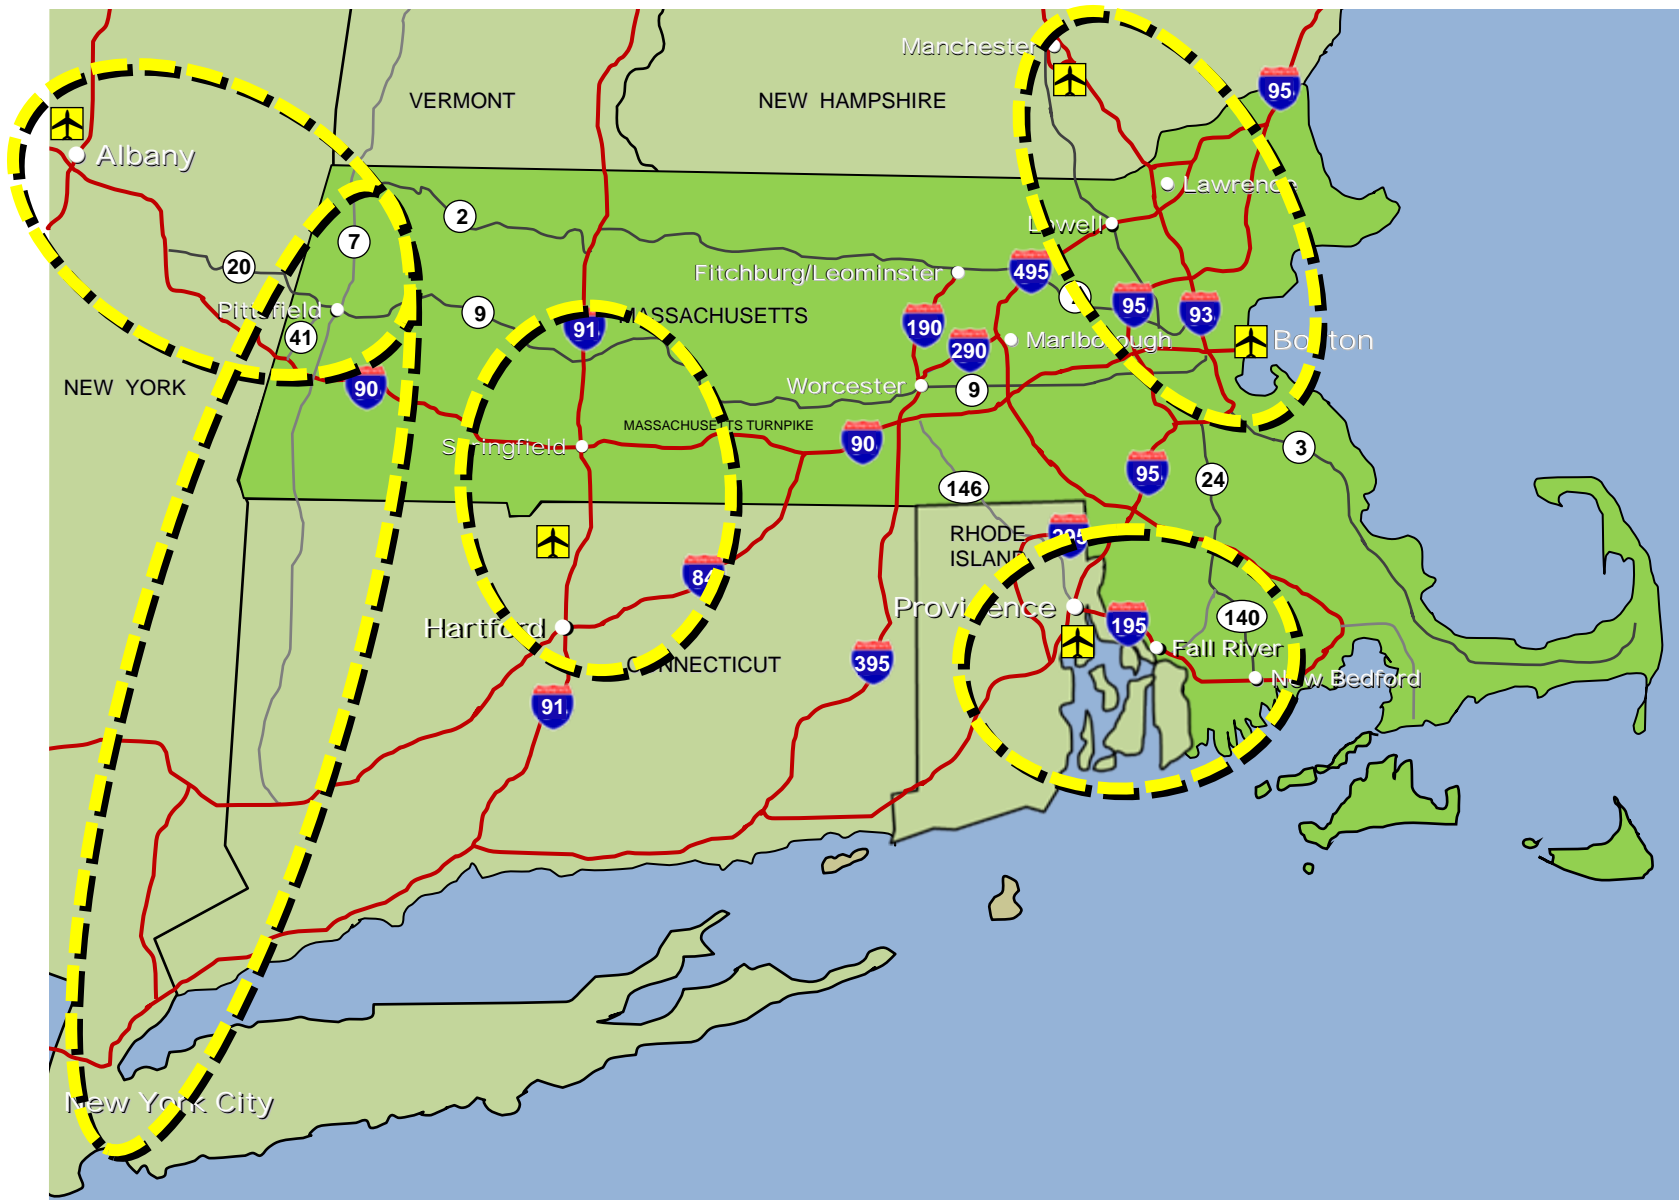 Manchester
95
VERMONT
NEW HAMPSHIRE
Albany
Lawrence
2
Lowell
7
20
Fitchburg/Leominster
495
2
95
93
Pittsfield
9
MASSACHUSETTS
91
190
41
290
Marlborough
Boston
NEW YORK
90
Worcester
9
MASSACHUSETTS TURNPIKE
Springfield
90
3
95
24
146
RHODE
ISLAND
295
84
Providence
195
140
Hartford
Fall River
CONNECTICUT
395
New Bedford
91
New York City